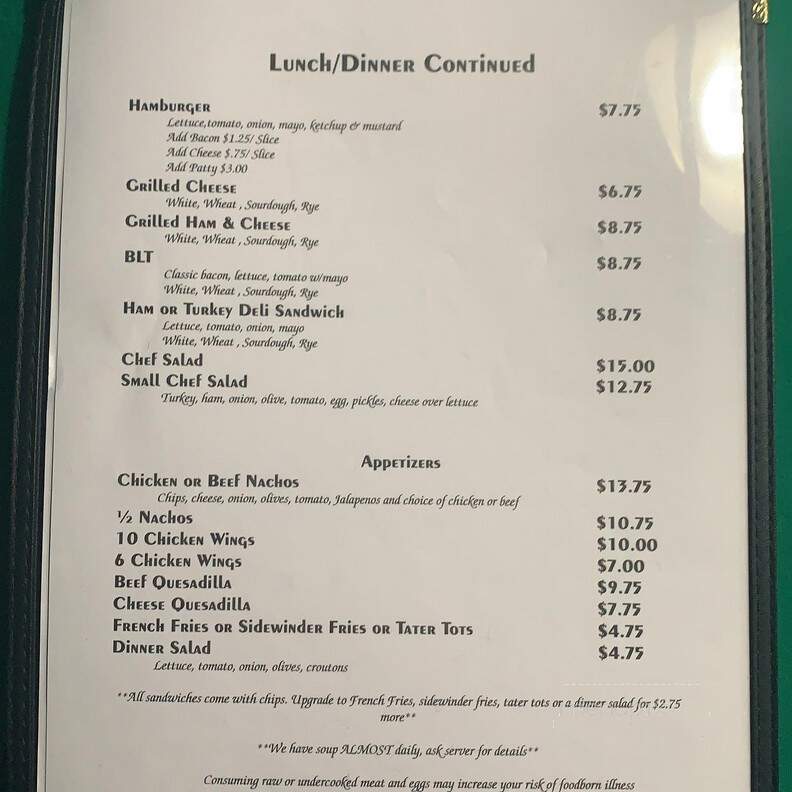 Lunch/Dinner Continued
Hamburger $7.75
Lettuce,tomato, onion, mayo, ketchup & mustard
Add Bacon $1.25/ Slice
Add Cheese $.75/ Slice
Add Patty $3.00
Grilled Cheese $6.75
White, Wheat , Sourdough, Rye
Grilled Ham & Cheese $8.75
White, Wheat , Sourdough, Rye
BLT $8.75
Classic bacon, lettuce, tomato w/mayo
White, Wheat , Sourdough, Rye
Ham or Turkey Deli Sandwich $8.75
Lettuce, tomato, onion, mayo
White, Wheat , Sourdough, Rye
Chef Salad $15.00
Small Chef Salad $12.75
Turkey, ham, onion, olive, tomato, egg, pickles, cheese over lettuce
Appetizers
Chicken or Beef Nachos $13.75
Chips, cheese, onion, olives, tomato, Jalapenos and choice of chicken or beef
½ Nachos $10.75
10 Chicken Wings $10.00
6 Chicken Wings $7.00
Beef Quesadilla $9.75
Cheese Quesadilla $7.75
French Fries or Sidewinder Fries or Tater Tots $4.75
Dinner Salad $4.75
Lettuce, tomato, onion, olives, croutons
**All sandwiches come with chips. Upgrade to French Fries, sidewinder fries, tater tots or a dinner salad for $2.75
more**
**We have soup ALMOST daily, ask server for details**
Consuming raw or undercooked meat and eggs may increase your risk of foodborn illness